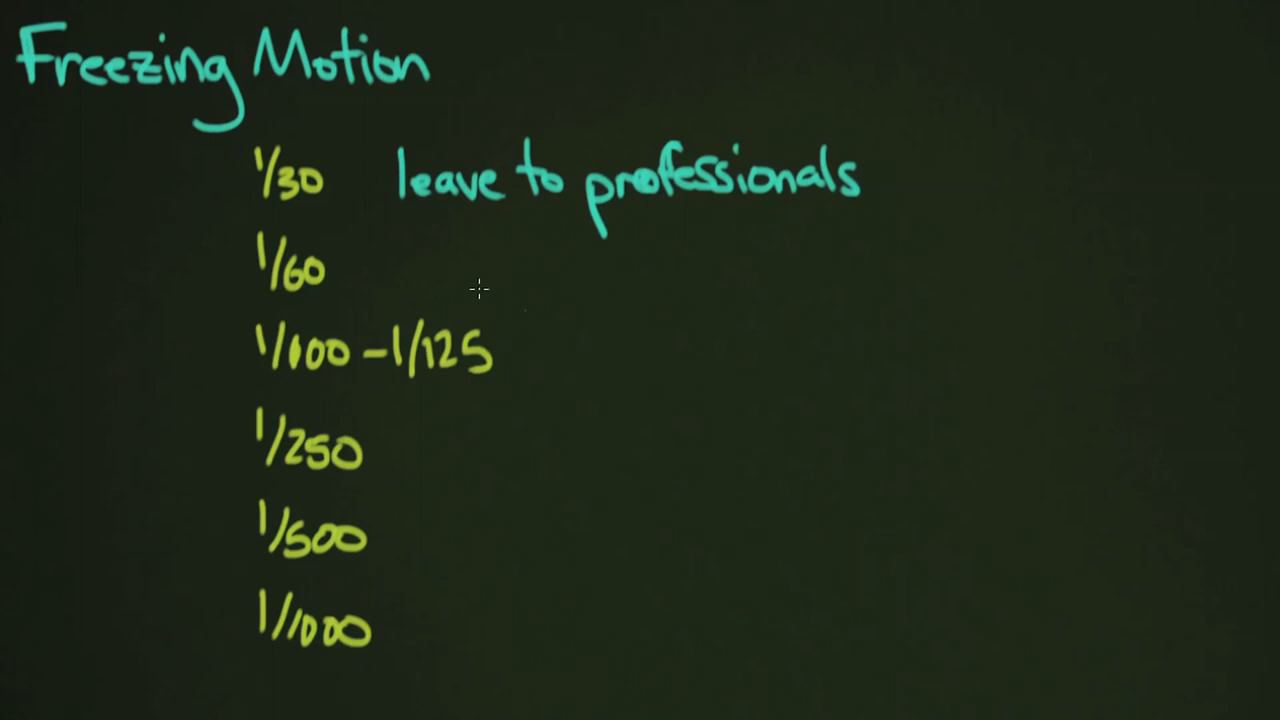 Freezing Motion
1/30 leave to professionals
1/60
1/100 - 1/125
1/250
1/500
1/1000